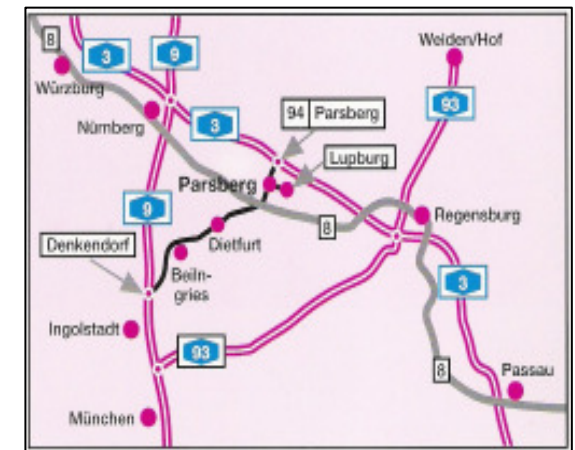 8
3
9
Weiden/Hof
Würzburg
93
94 Parsberg
Nürnberg
3
Lupburg
Parsberg
9
Regensburg
8
Denkendorf
Dietfurt
Beiln-
gries
3
Ingolstadt
93
8
Passau
München